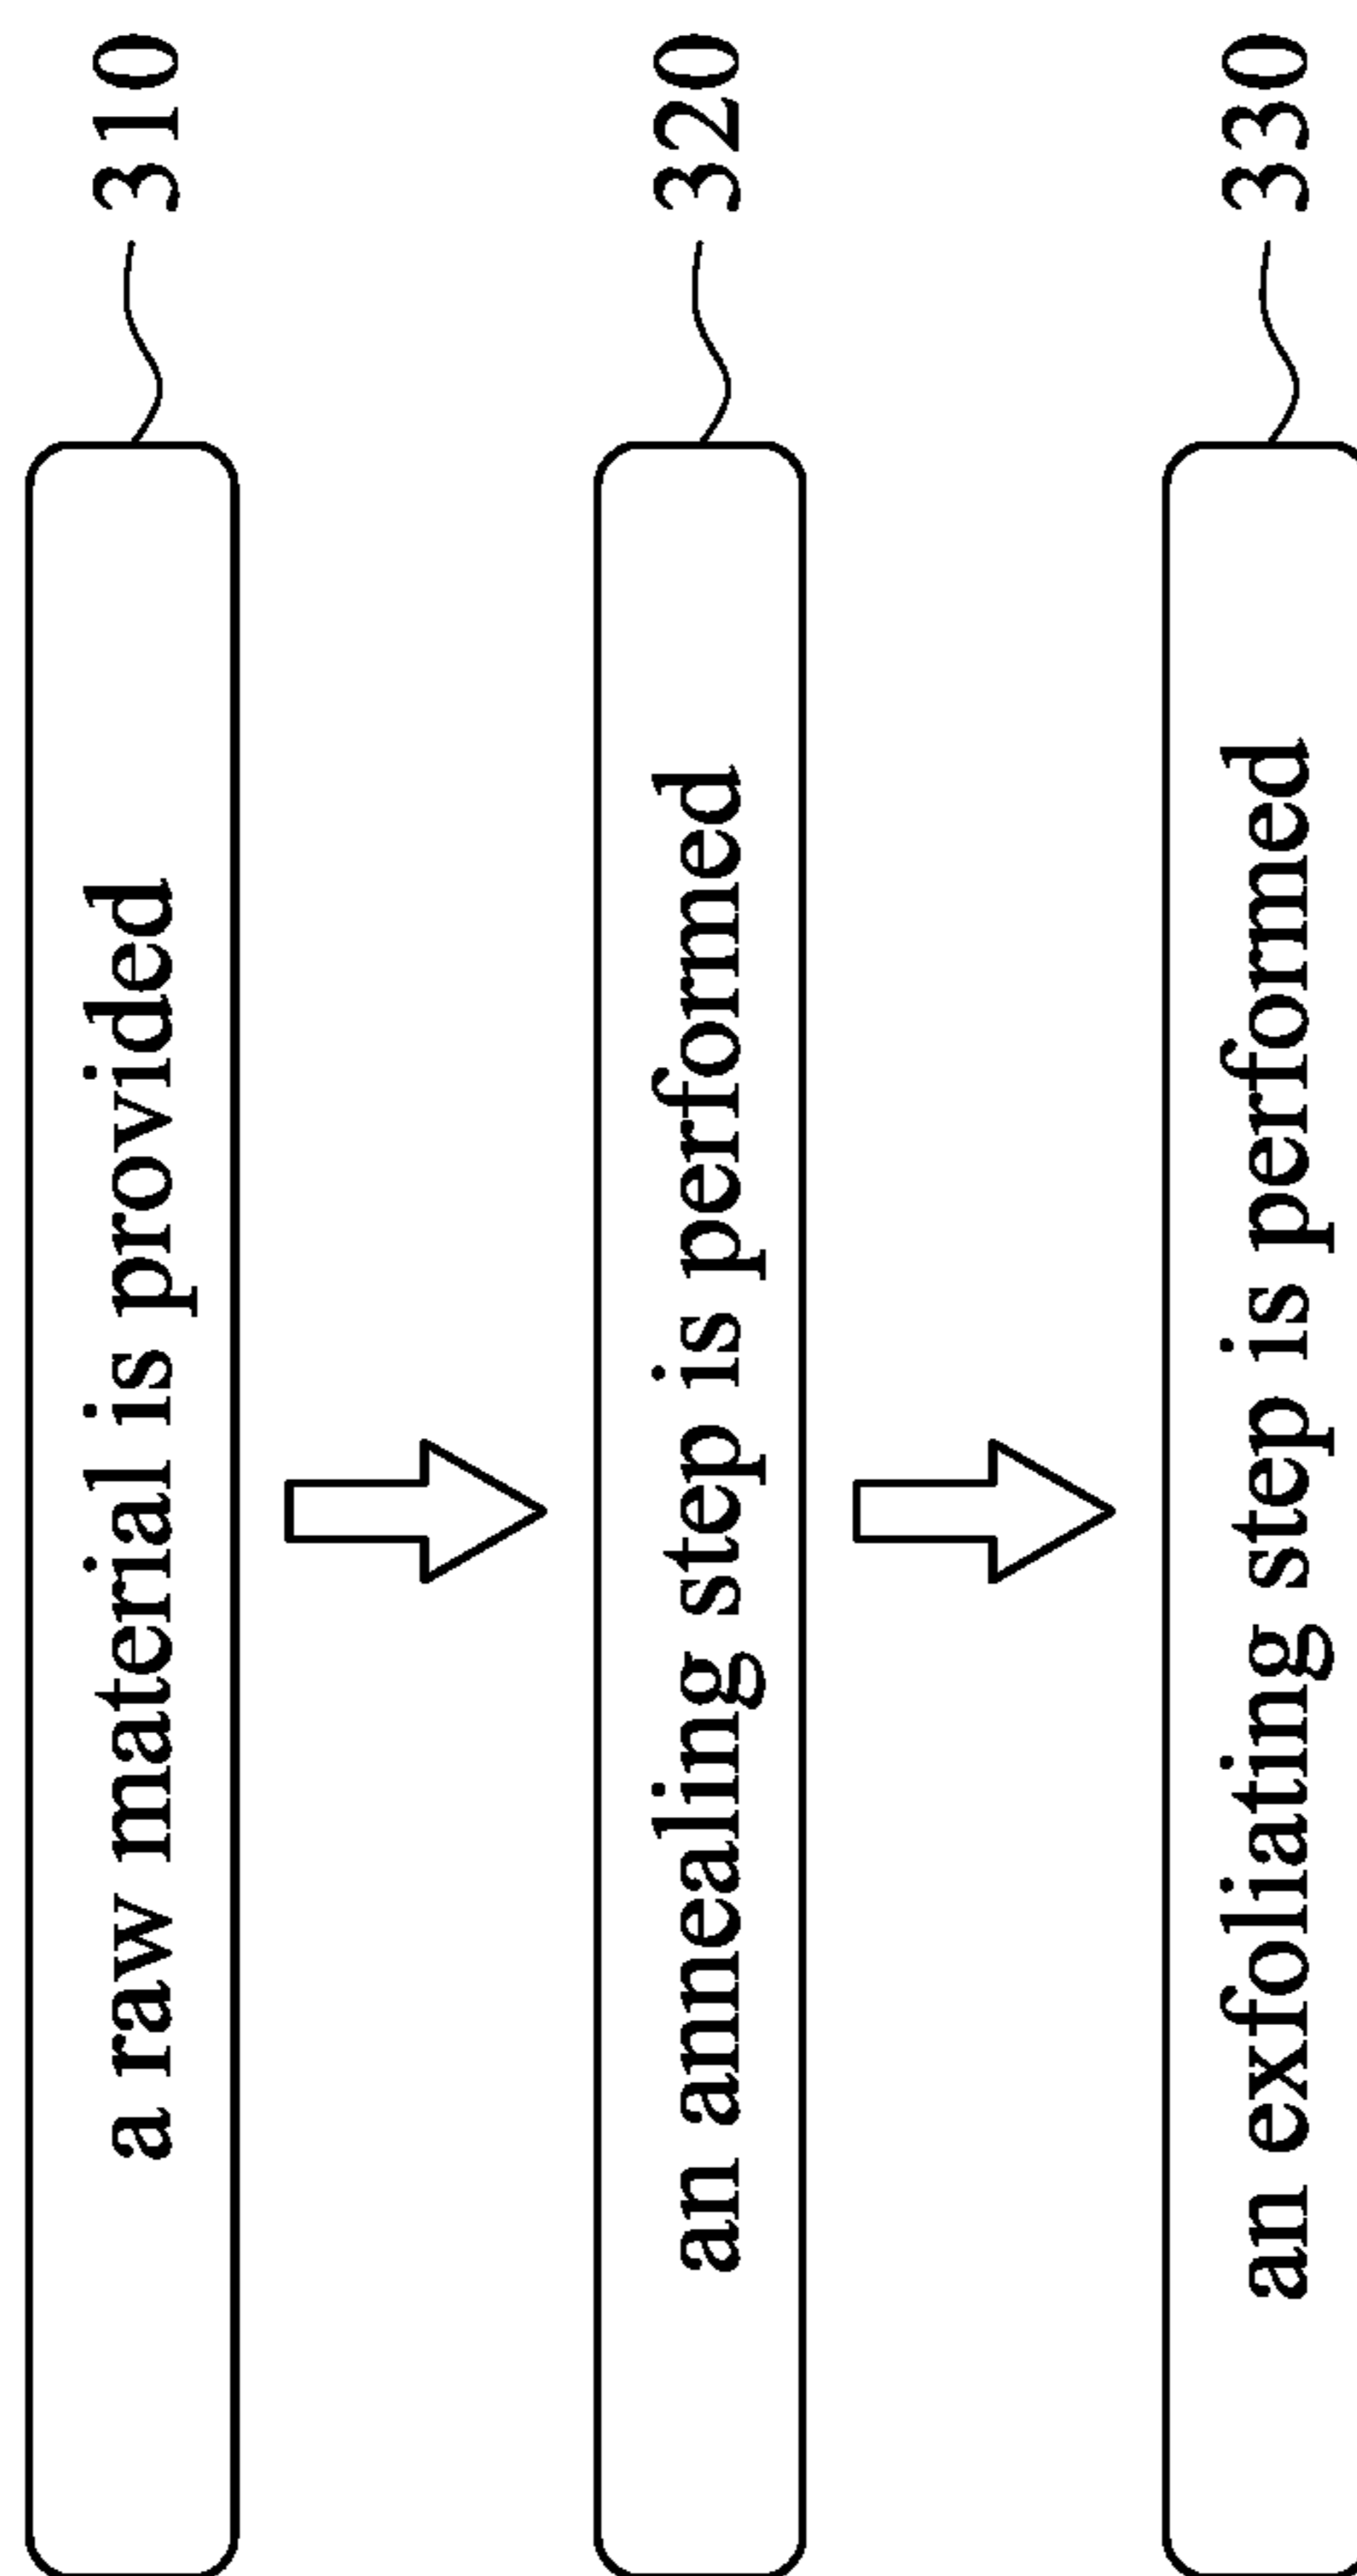 a raw material is provided 310
an annealing step is performed 320
an exfoliating step is performed 330